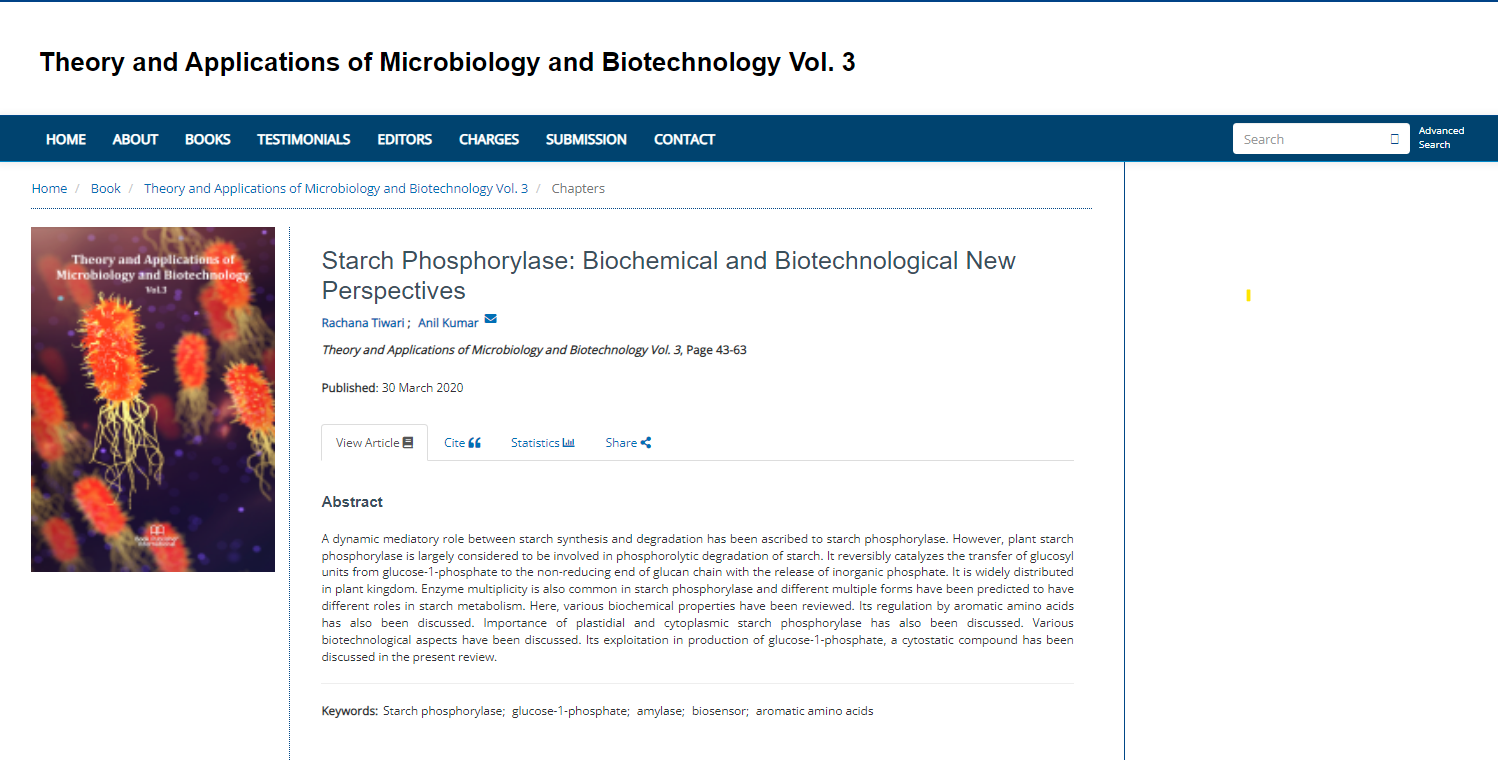 Theory and Applications of Microbiology and Biotechnology Vol. 3
HOME ABOUT BOOKS TESTIMONIALS EDITORS CHARGES SUBMISSION CONTACT Search Advanced
Search
Home / Book / Theory and Applications of Microbiology and Biotechnology Vol. 3 / Chapters
Theory and Applications of
Microbiology and Biotechnology
Vol.3
Starch Phosphorylase: Biochemical and Biotechnological New
Perspectives
Rachana Tiwari ; Anil Kumar
Theory and Applications of Microbiology and Biotechnology Vol. 3, Page 43-63
Published: 30 March 2020
View Article Cite Statistics Share
Abstract
A dynamic mediatory role between starch synthesis and degradation has been ascribed to starch phosphorylase. However, plant starch
phosphorylase is largely considered to be involved in phosphorolytic degradation of starch. It reversibly catalyzes the transfer of glucosyl
units from glucose-1-phosphate to the non-reducing end of glucan chain with the release of inorganic phosphate. It is widely distributed
in plant kingdom. Enzyme multiplicity is also common in starch phosphorylase and different multiple forms have been predicted to have
different roles in starch metabolism. Here, various biochemical properties have been reviewed. Its regulation by aromatic amino acids
has also been discussed. Importance of plastidial and cytoplasmic starch phosphorylase has also been discussed. Various
biotechnological aspects have been discussed. Its exploitation in production of glucose-1-phosphate, a cytostatic compound has been
discussed in the present review.
Keywords: Starch phosphorylase; glucose-1-phosphate; amylase; biosensor; aromatic amino acids